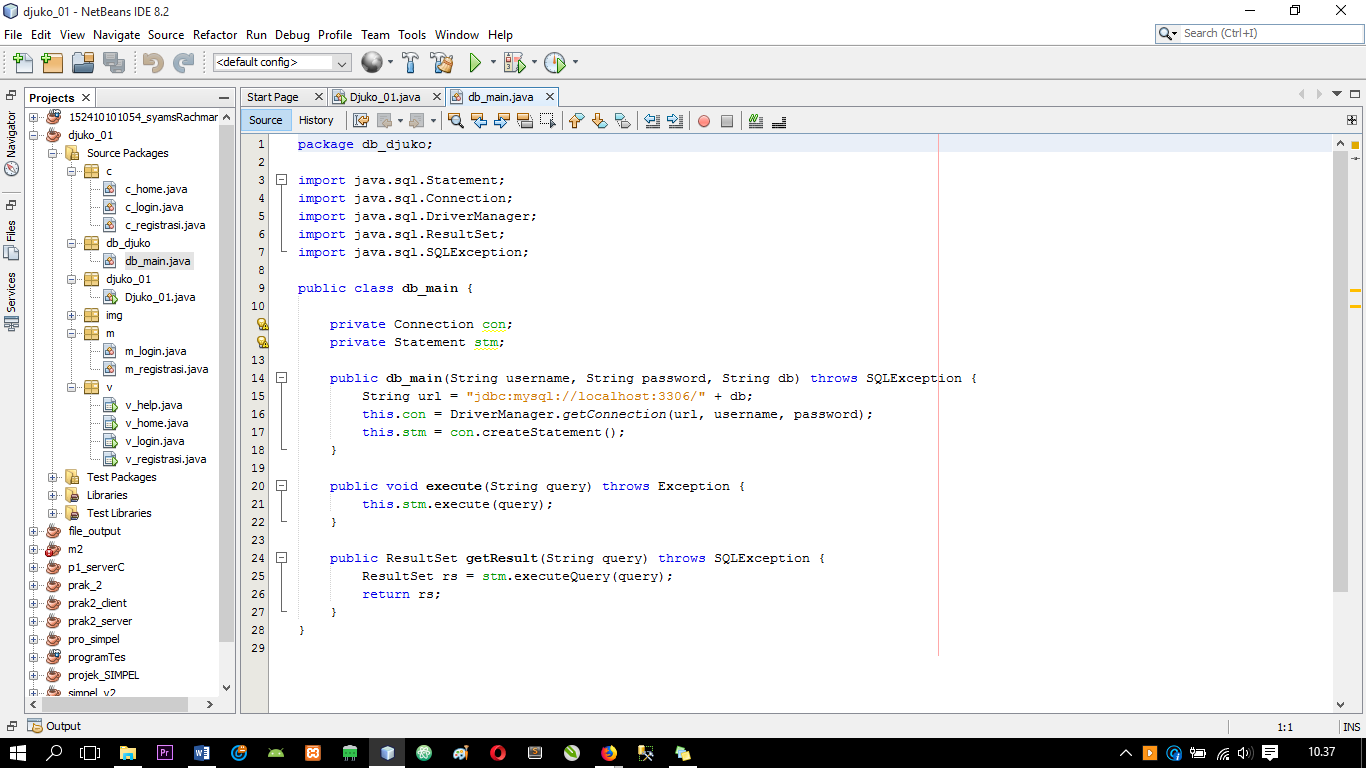 djuko_01 - NetBeans IDE 8.2
File Edit View Navigate Source Refactor Run Debug Profile Team Tools Window Help
Search (Ctrl+I)
<default config>
Navigator
Files
Services
Projects
152410101054_syamsRachmar
djuko_01
Source Packages
c
c_home.java
c_login.java
c_registrasi.java
db_djuko
db_main.java
djuko_01
Djuko_01.java
img
m
m_login.java
m_registrasi.java
v
v_help.java
v_home.java
v_login.java
v_registrasi.java
Test Packages
Libraries
Test Libraries
file_output
m2
p1_serverC
prak_2
prak2_client
prak2_server
pro_simpel
programTes
projek_SIMPEL
simpel_v2
Start Page Djuko_01.java db_main.java
Source History
1 package db_djuko;
2
3 import java.sql.Statement;
4 import java.sql.Connection;
5 import java.sql.DriverManager;
6 import java.sql.ResultSet;
7 import java.sql.SQLException;
8
9 public class db_main {
10
private Connection con;
private Statement stm;
13
14 public db_main(String username, String password, String db) throws SQLException {
15 String url = "jdbc:mysql://localhost:3306/" + db;
16 this.con = DriverManager.getConnection(url, username, password);
17 this.stm = con.createStatement();
18 }
19
20 public void execute(String query) throws Exception {
21 this.stm.execute(query);
22 }
23
24 public ResultSet getResult(String query) throws SQLException {
25 ResultSet rs = stm.executeQuery(query);
26 return rs;
27 }
28 }
29
Output
1:1 INS
Pr
10.37